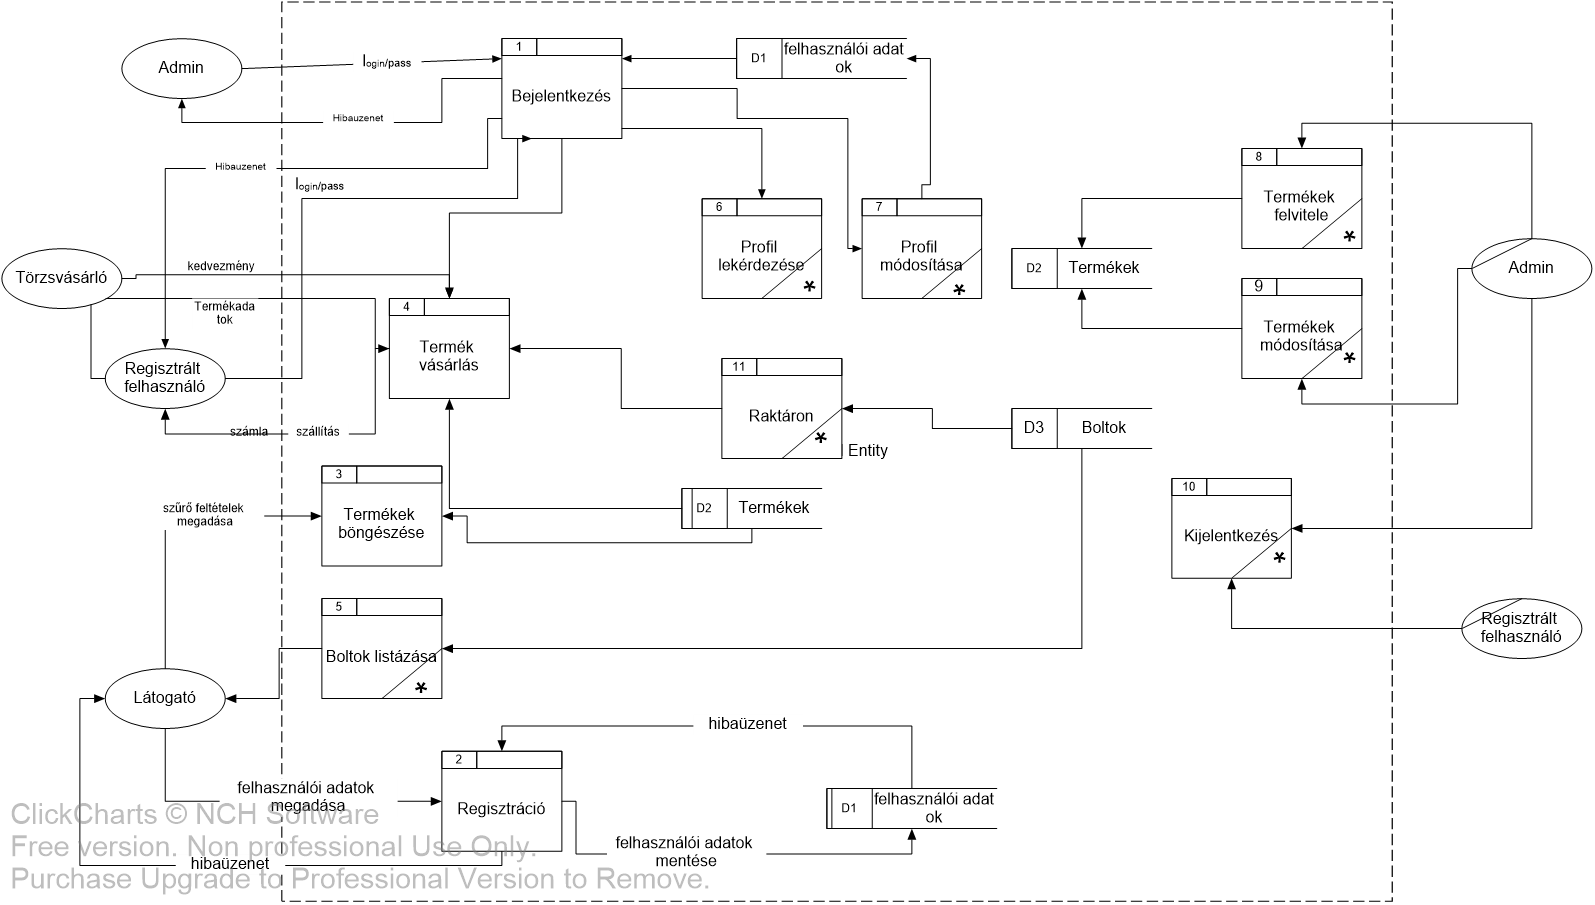 1
Bejelentkezés
Admin
login/pass
D1
felhasználói adat
ok
Hibauzenet
Hibauzenet
login/pass
8
Termékek
felvitele
*
6
Profil
lekérdezése
*
7
Profil
módosítása
*
Törzsvásárló
kedvezmény
Termékada
tok
D2
Termékek
Admin
9
Termékek
módosítása
*
4
Termék
vásárlás
Regisztrált
felhasználó
11
Raktáron
*
Entity
D3
Boltok
számla
szállítás
3
Termékek
böngészése
szűrő feltételek
megadása
D2
Termékek
10
Kijelentkezés
*
5
Boltok listázása
*
Regisztrált
felhasználó
Látogató
hibaüzenet
2
Regisztráció
felhasználói adatok
megadása
D1
felhasználói adat
ok
felhasználói adatok
mentése
hibaüzenet
ClickCharts © NCH Software
Free version. Non professional Use Only.
Purchase Upgrade to Professional Version to Remove.